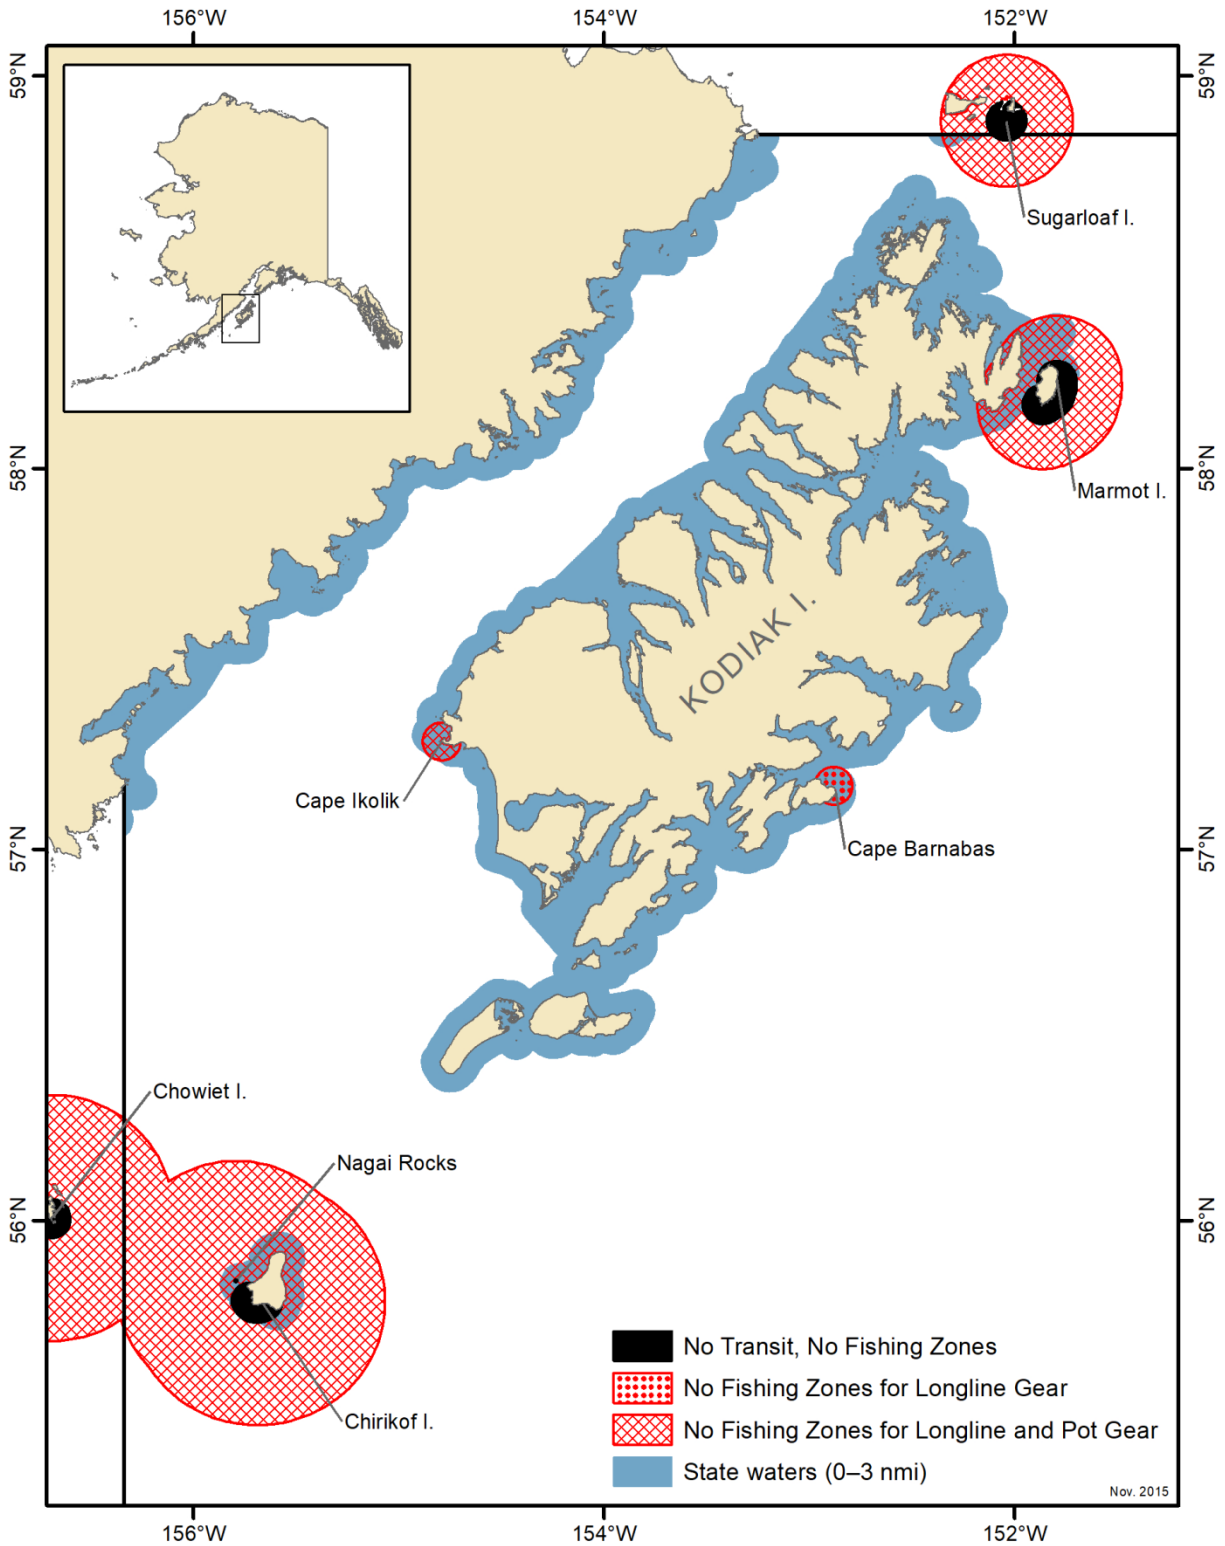 156°W 154°W 152°W
59°N 59°N
Sugarloaf I.
58°N 58°N
Marmot I.
KODIAK I.
Cape Ikolik
57°N 57°N
Cape Barnabas
Chowiet I.
Nagai Rocks
56°N 56°N
Chirikof I.
No Transit, No Fishing Zones
No Fishing Zones for Longline Gear
No Fishing Zones for Longline and Pot Gear
State waters (0–3 nmi)
Nov. 2015
156°W 154°W 152°W